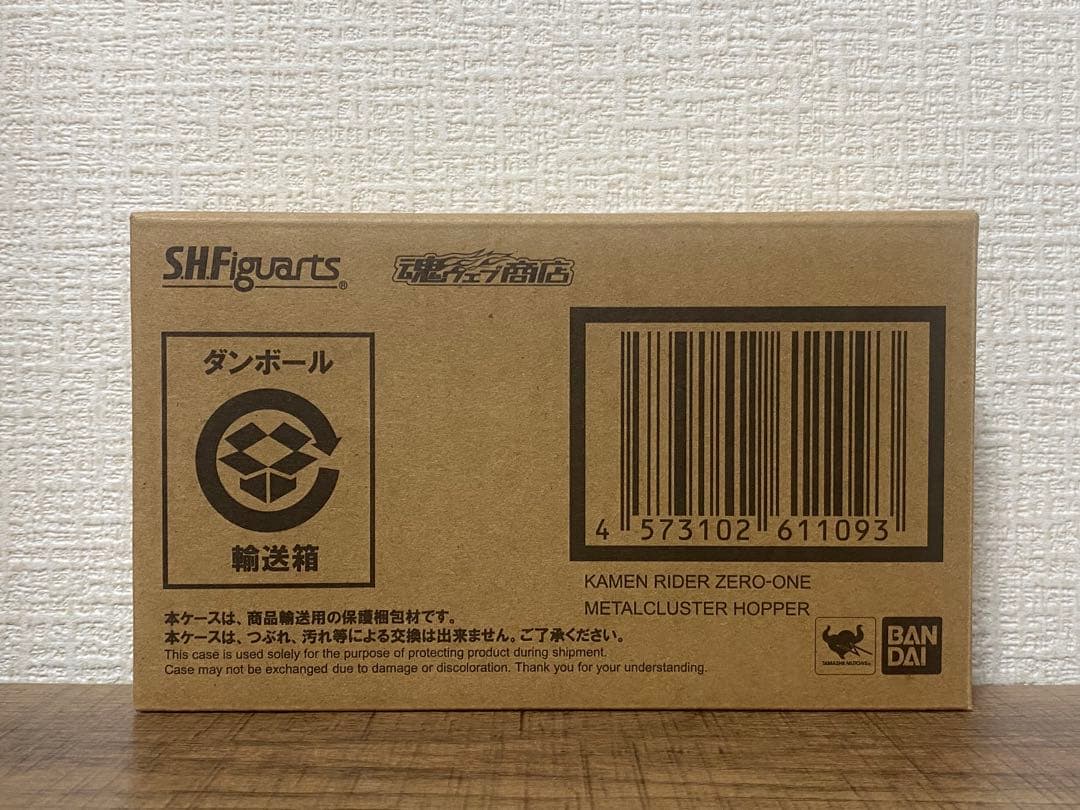 S.H.Figuarts®
魂ウェブ商店
ダンボール
輸送箱
4 573102 611093
KAMEN RIDER ZERO-ONE
METALCLUSTER HOPPER
本ケースは、商品輸送用の保護梱包材です。
本ケースは、つぶれ、汚れ等による交換は出来ません。ご了承ください。
This case is used solely for the purpose of protecting product during shipment.
Case may not be exchanged due to damage or discoloration. Thank you for your understanding.
TAMASHII NATIONS®
BAN
DAI